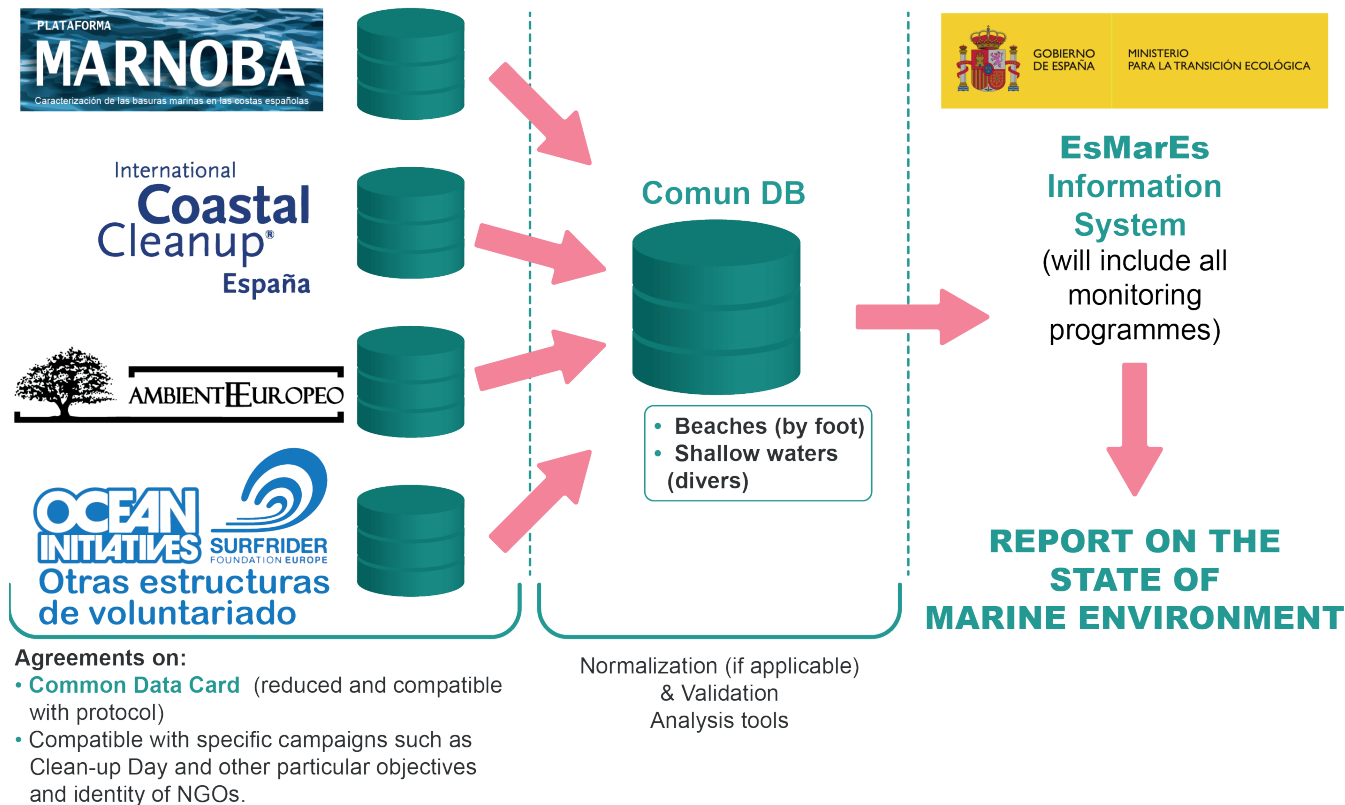 PLATAFORMA
MARNOBA
Caracterización de las basuras marinas en las costas españolas
International
Coastal
Cleanup®
España
AMBIENTEEUROPEO
OCEAN
INITIATIVES
SURFRIDER
FOUNDATION EUROPE
Otras estructuras
de voluntariado
Agreements on:
• Common Data Card (reduced and compatible
with protocol)
• Compatible with specific campaigns such as
Clean-up Day and other particular objectives
and identity of NGOs.
Comun DB
• Beaches (by foot)
• Shallow waters
(divers)
Normalization (if applicable)
& Validation
Analysis tools
GOBIERNO
DE ESPAÑA
MINISTERIO
PARA LA TRANSICIÓN ECOLÓGICA
EsMarEs
Information
System
(will include all
monitoring
programmes)
REPORT ON THE
STATE OF
MARINE ENVIRONMENT